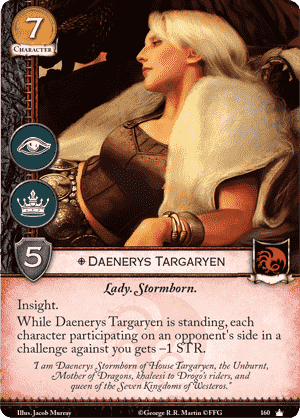 7
CHARACTER
5
DAENERYS TARGARYEN
Lady. Stormborn.
Insight.
While Daenerys Targaryen is standing, each
character participating on an opponent's side in a
challenge against you gets –1 STR.
"I am Daenerys Stormborn of House Targaryen, the Unburnt,
Mother of Dragons, khaleesi to Drogo's riders, and
queen of the Seven Kingdoms of Westeros."
Illus. Jacob Murray
©George R.R. Martin ©FFG
160